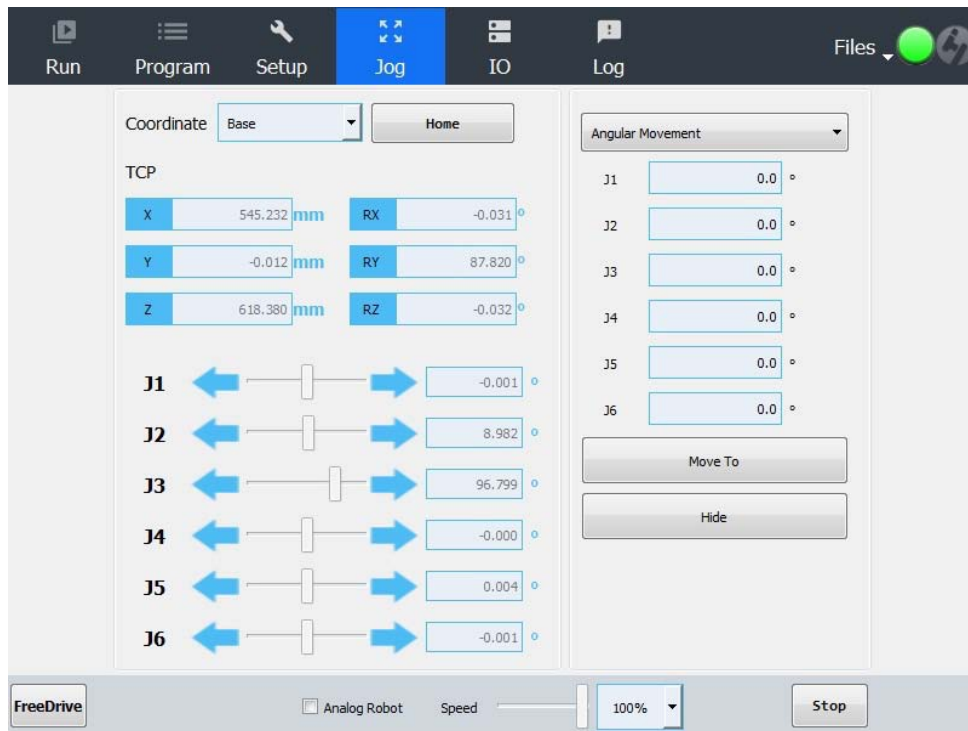 Run Program Setup Jog IO Log Files
Coordinate Base Home
TCP
X 545.232 mm RX -0.031 °
Y -0.012 mm RY 87.820 °
Z 618.380 mm RZ -0.032 °
J1 -0.001 °
J2 8.982 °
J3 96.799 °
J4 -0.000 °
J5 0.004 °
J6 -0.001 °
Angular Movement
J1 0.0 °
J2 0.0 °
J3 0.0 °
J4 0.0 °
J5 0.0 °
J6 0.0 °
Move To
Hide
FreeDrive Analog Robot Speed 100% Stop